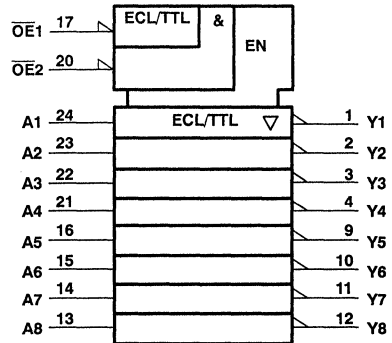 OE1 17 ECL/TTL &
OE2 20 EN
A1 24 ECL/TTL ▽ 1 Y1
A2 23 2 Y2
A3 22 3 Y3
A4 21 4 Y4
A5 16 9 Y5
A6 15 10 Y6
A7 14 11 Y7
A8 13 12 Y8